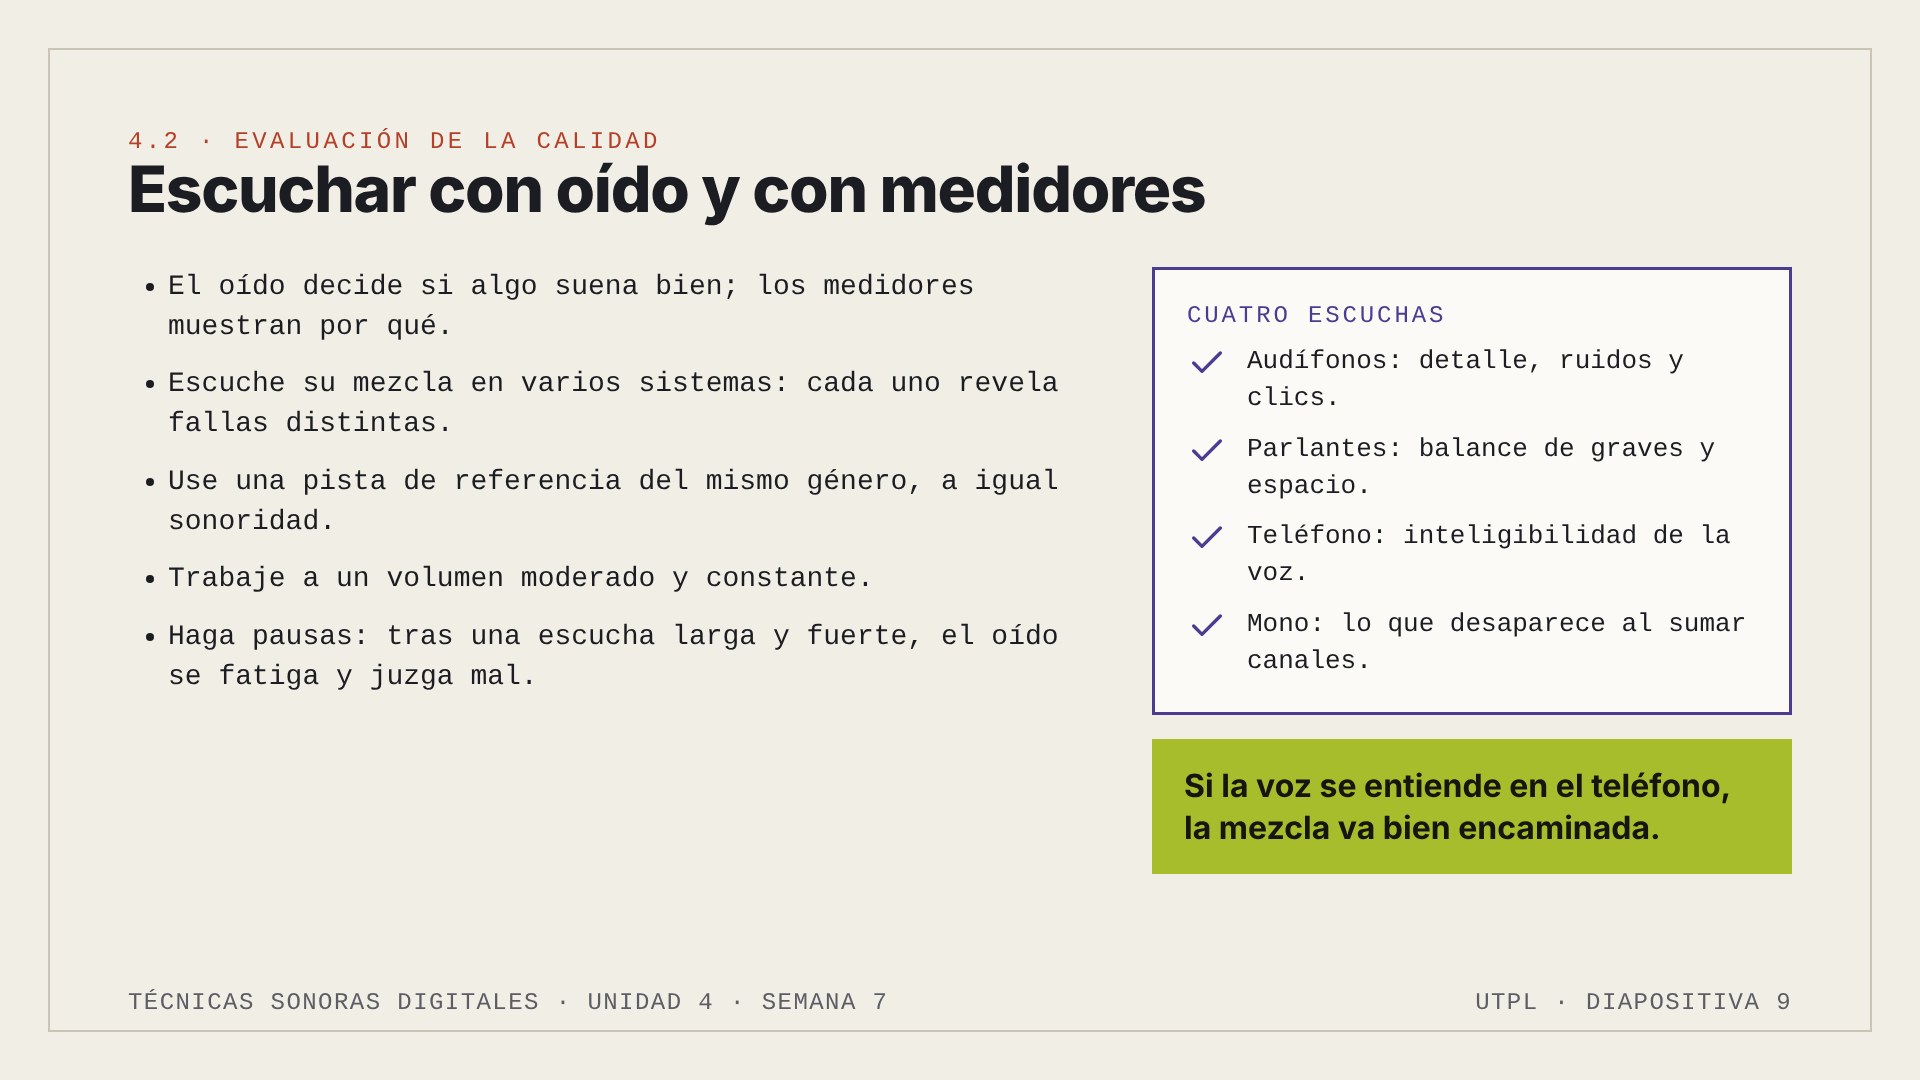 4.2 · EVALUACIÓN DE LA CALIDAD
Escuchar con oído y con medidores
• El oído decide si algo suena bien; los medidores
muestran por qué.
• Escuche su mezcla en varios sistemas: cada uno revela
fallas distintas.
• Use una pista de referencia del mismo género, a igual
sonoridad.
• Trabaje a un volumen moderado y constante.
• Haga pausas: tras una escucha larga y fuerte, el oído
se fatiga y juzga mal.
CUATRO ESCUCHAS
Audífonos: detalle, ruidos y
clics.
Parlantes: balance de graves y
espacio.
Teléfono: inteligibilidad de la
voz.
Mono: lo que desaparece al sumar
canales.
Si la voz se entiende en el teléfono,
la mezcla va bien encaminada.
TÉCNICAS SONORAS DIGITALES · UNIDAD 4 · SEMANA 7
UTPL · DIAPOSITIVA 9